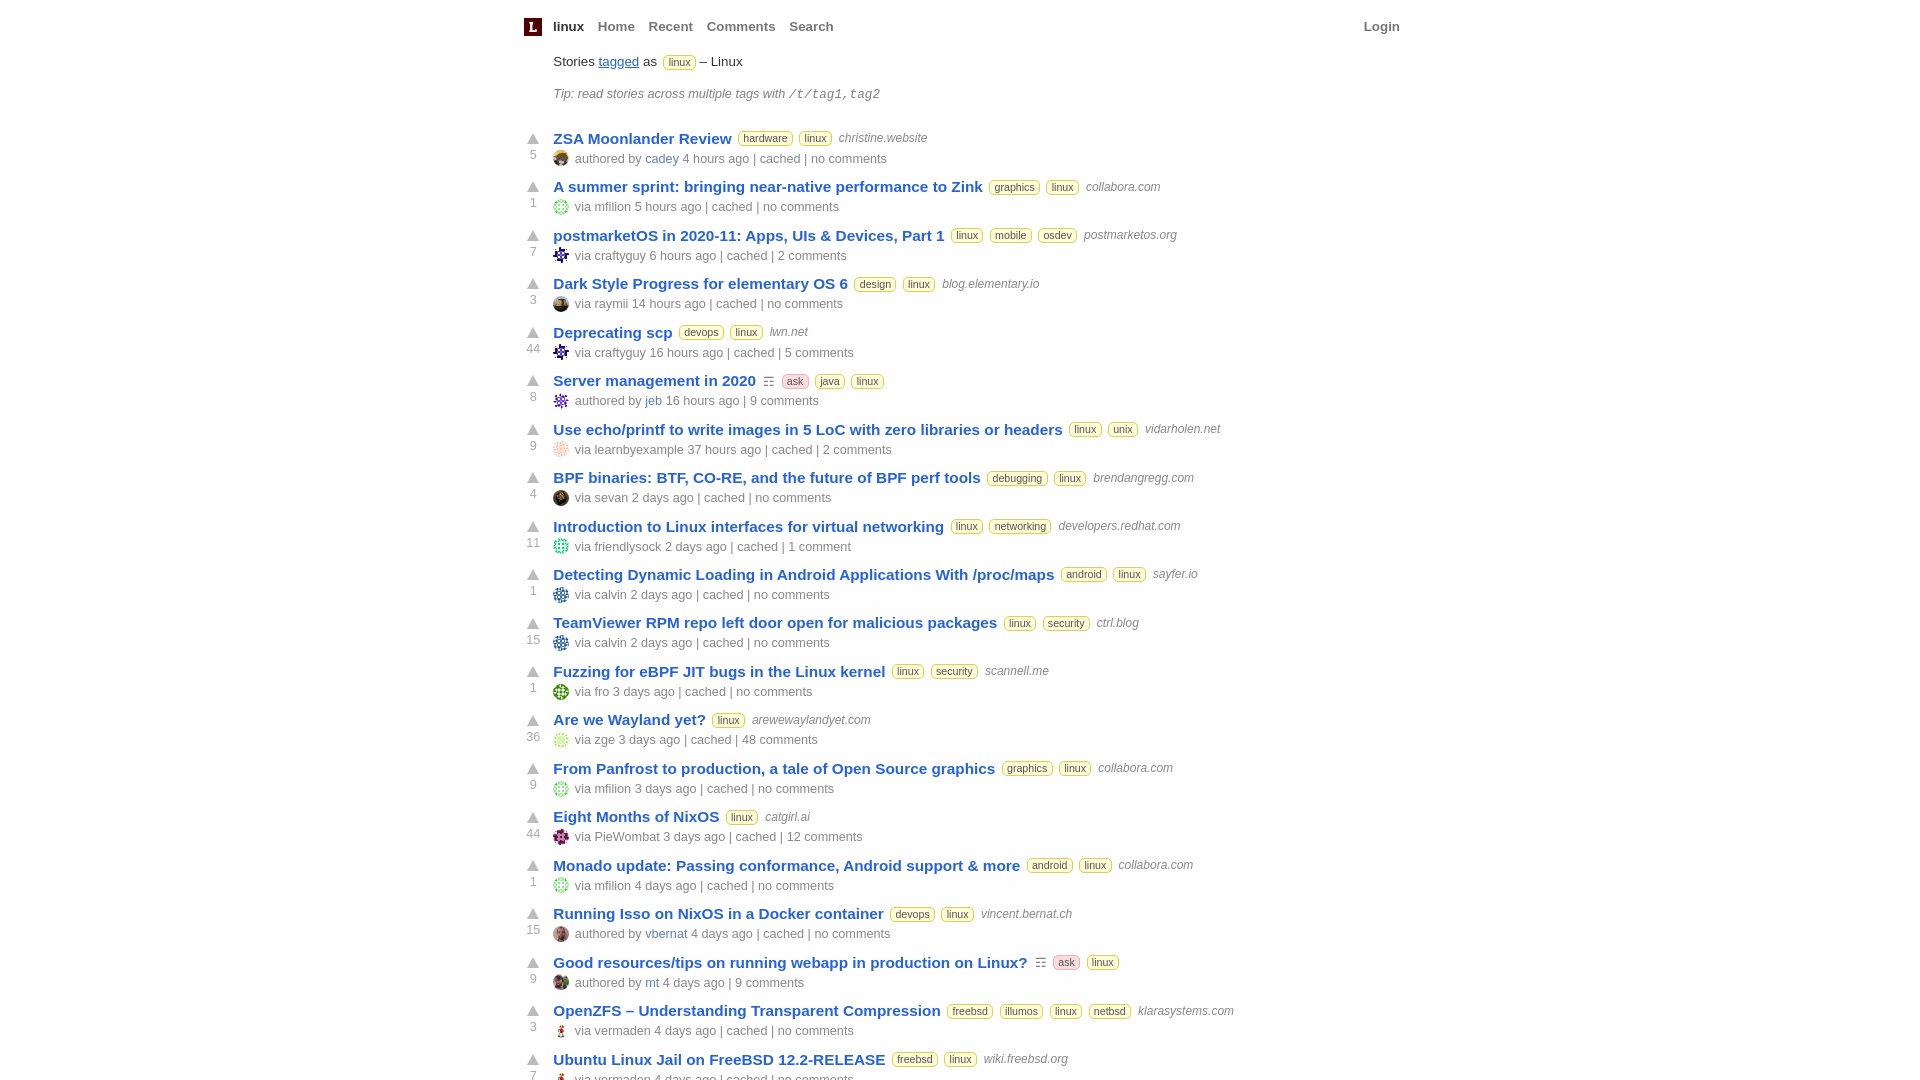 L linux Home Recent Comments Search Login
Stories tagged as linux – Linux
Tip: read stories across multiple tags with /t/tag1,tag2
ZSA Moonlander Review hardware linux christine.website
5 authored by cadey 4 hours ago | cached | no comments
A summer sprint: bringing near-native performance to Zink graphics linux collabora.com
1 via mfilion 5 hours ago | cached | no comments
postmarketOS in 2020-11: Apps, UIs & Devices, Part 1 linux mobile osdev postmarketos.org
7 via craftyguy 6 hours ago | cached | 2 comments
Dark Style Progress for elementary OS 6 design linux blog.elementary.io
3 via raymii 14 hours ago | cached | no comments
Deprecating scp devops linux lwn.net
44 via craftyguy 16 hours ago | cached | 5 comments
Server management in 2020 ☶ ask java linux
8 authored by jeb 16 hours ago | 9 comments
Use echo/printf to write images in 5 LoC with zero libraries or headers linux unix vidarholen.net
9 via learnbyexample 37 hours ago | cached | 2 comments
BPF binaries: BTF, CO-RE, and the future of BPF perf tools debugging linux brendangregg.com
4 via sevan 2 days ago | cached | no comments
Introduction to Linux interfaces for virtual networking linux networking developers.redhat.com
11 via friendlysock 2 days ago | cached | 1 comment
Detecting Dynamic Loading in Android Applications With /proc/maps android linux sayfer.io
1 via calvin 2 days ago | cached | no comments
TeamViewer RPM repo left door open for malicious packages linux security ctrl.blog
15 via calvin 2 days ago | cached | no comments
Fuzzing for eBPF JIT bugs in the Linux kernel linux security scannell.me
1 via fro 3 days ago | cached | no comments
Are we Wayland yet? linux arewewaylandyet.com
36 via zge 3 days ago | cached | 48 comments
From Panfrost to production, a tale of Open Source graphics graphics linux collabora.com
9 via mfilion 3 days ago | cached | no comments
Eight Months of NixOS linux catgirl.ai
44 via PieWombat 3 days ago | cached | 12 comments
Monado update: Passing conformance, Android support & more android linux collabora.com
1 via mfilion 4 days ago | cached | no comments
Running Isso on NixOS in a Docker container devops linux vincent.bernat.ch
15 authored by vbernat 4 days ago | cached | no comments
Good resources/tips on running webapp in production on Linux? ☶ ask linux
9 authored by mt 4 days ago | 9 comments
OpenZFS – Understanding Transparent Compression freebsd illumos linux netbsd klarasystems.com
3 via vermaden 4 days ago | cached | no comments
Ubuntu Linux Jail on FreeBSD 12.2-RELEASE freebsd linux wiki.freebsd.org
7 via vermaden 4 days ago | cached | no comments